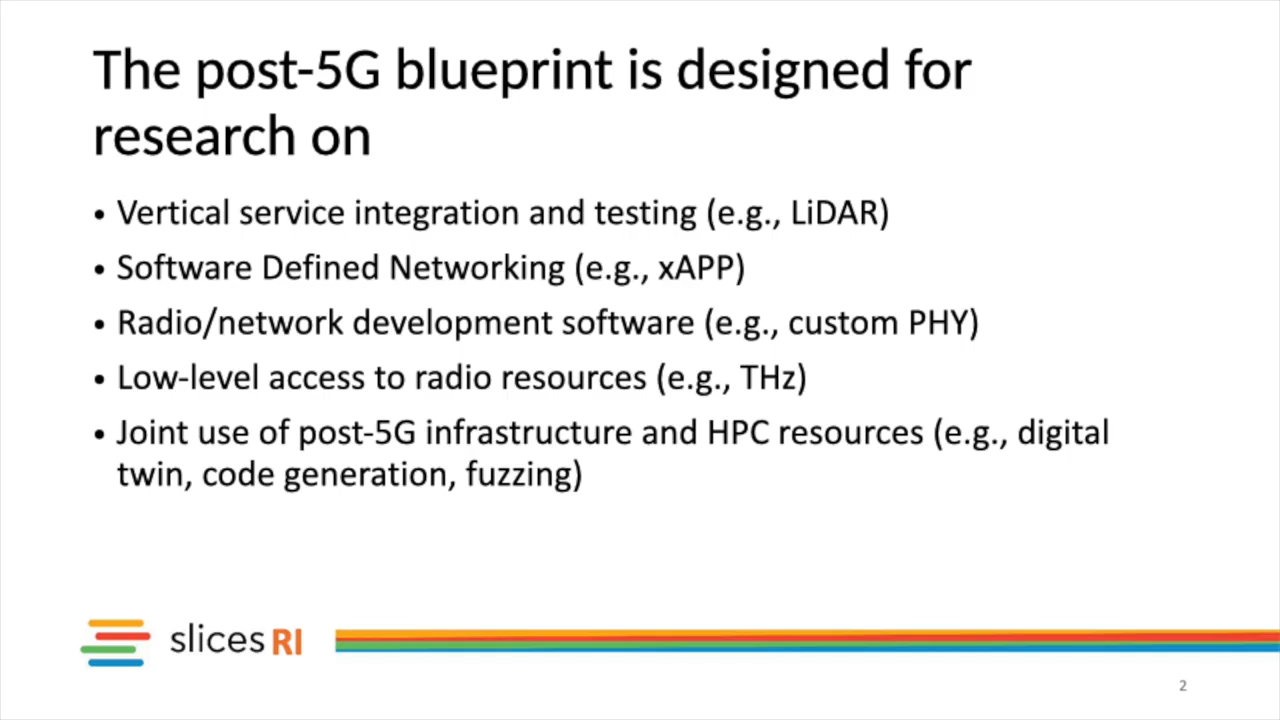 The post-5G blueprint is designed for
research on
• Vertical service integration and testing (e.g., LiDAR)
• Software Defined Networking (e.g., xAPP)
• Radio/network development software (e.g., custom PHY)
• Low-level access to radio resources (e.g., THz)
• Joint use of post-5G infrastructure and HPC resources (e.g., digital
twin, code generation, fuzzing)
slices RI
2